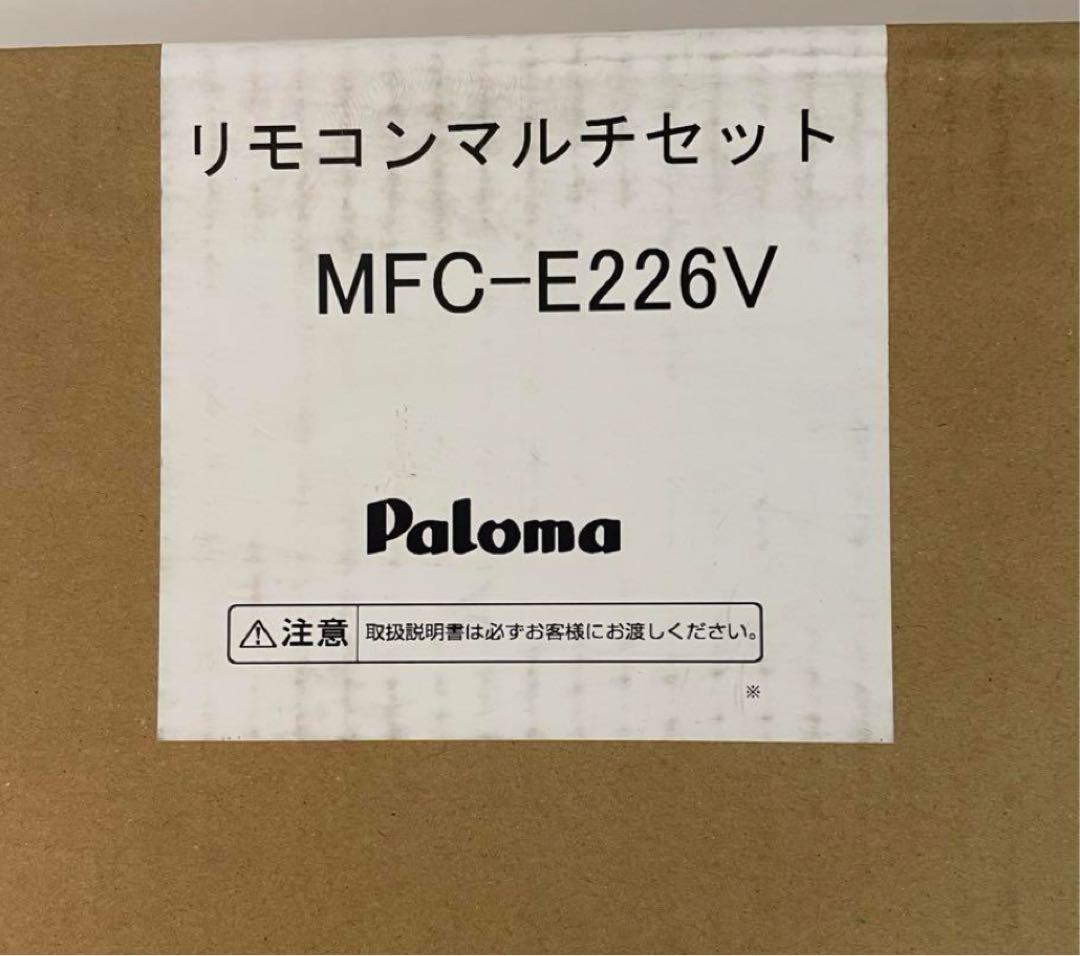 リモコンマルチセット
MFC-E226V
Paloma
⚠注意 取扱説明書は必ずお客様にお渡しください。
※